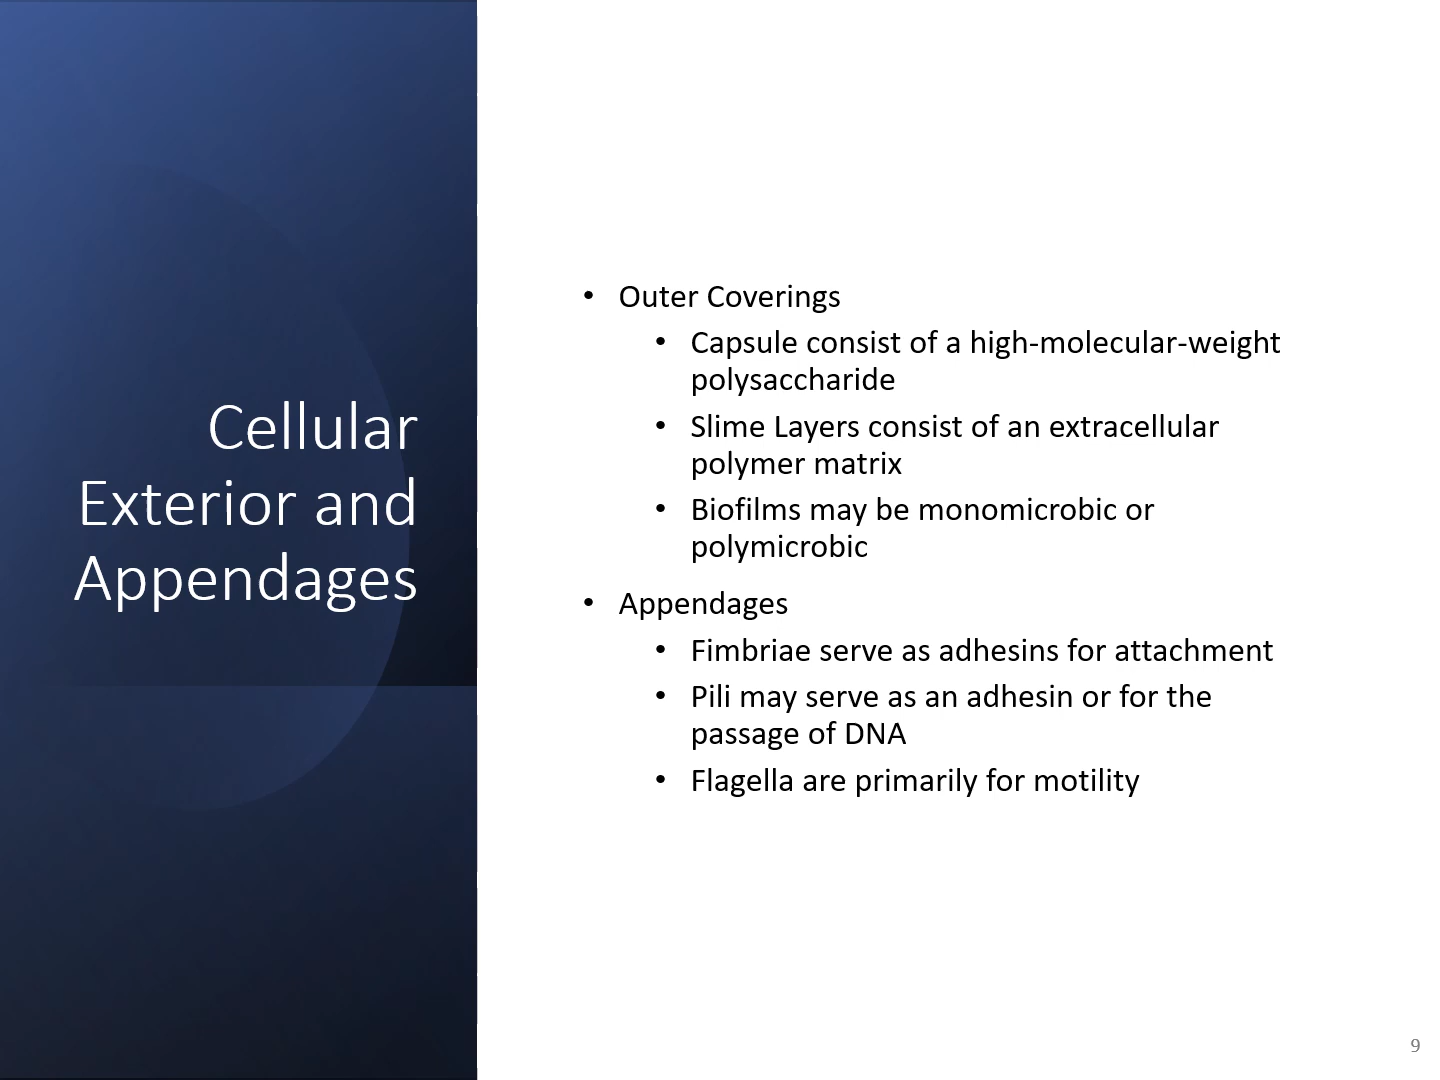 Cellular
Exterior and
Appendages
• Outer Coverings
• Capsule consist of a high-molecular-weight
polysaccharide
• Slime Layers consist of an extracellular
polymer matrix
• Biofilms may be monomicrobic or
polymicrobic
• Appendages
• Fimbriae serve as adhesins for attachment
• Pili may serve as an adhesin or for the
passage of DNA
• Flagella are primarily for motility
9